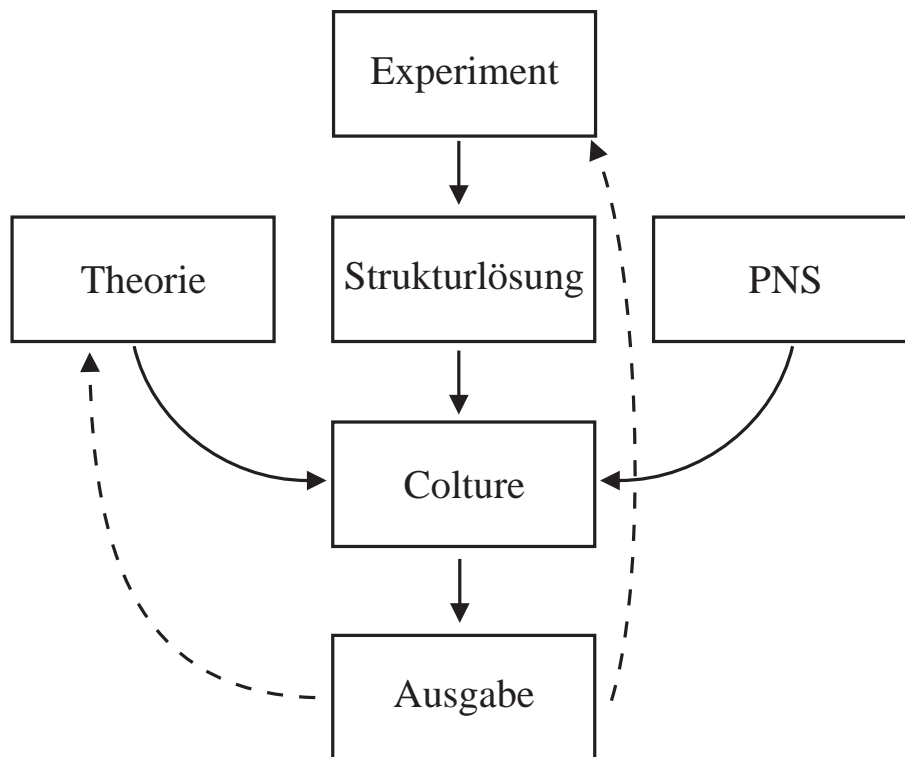 Experiment
Theorie
Strukturlösung
PNS
Colture
Ausgabe